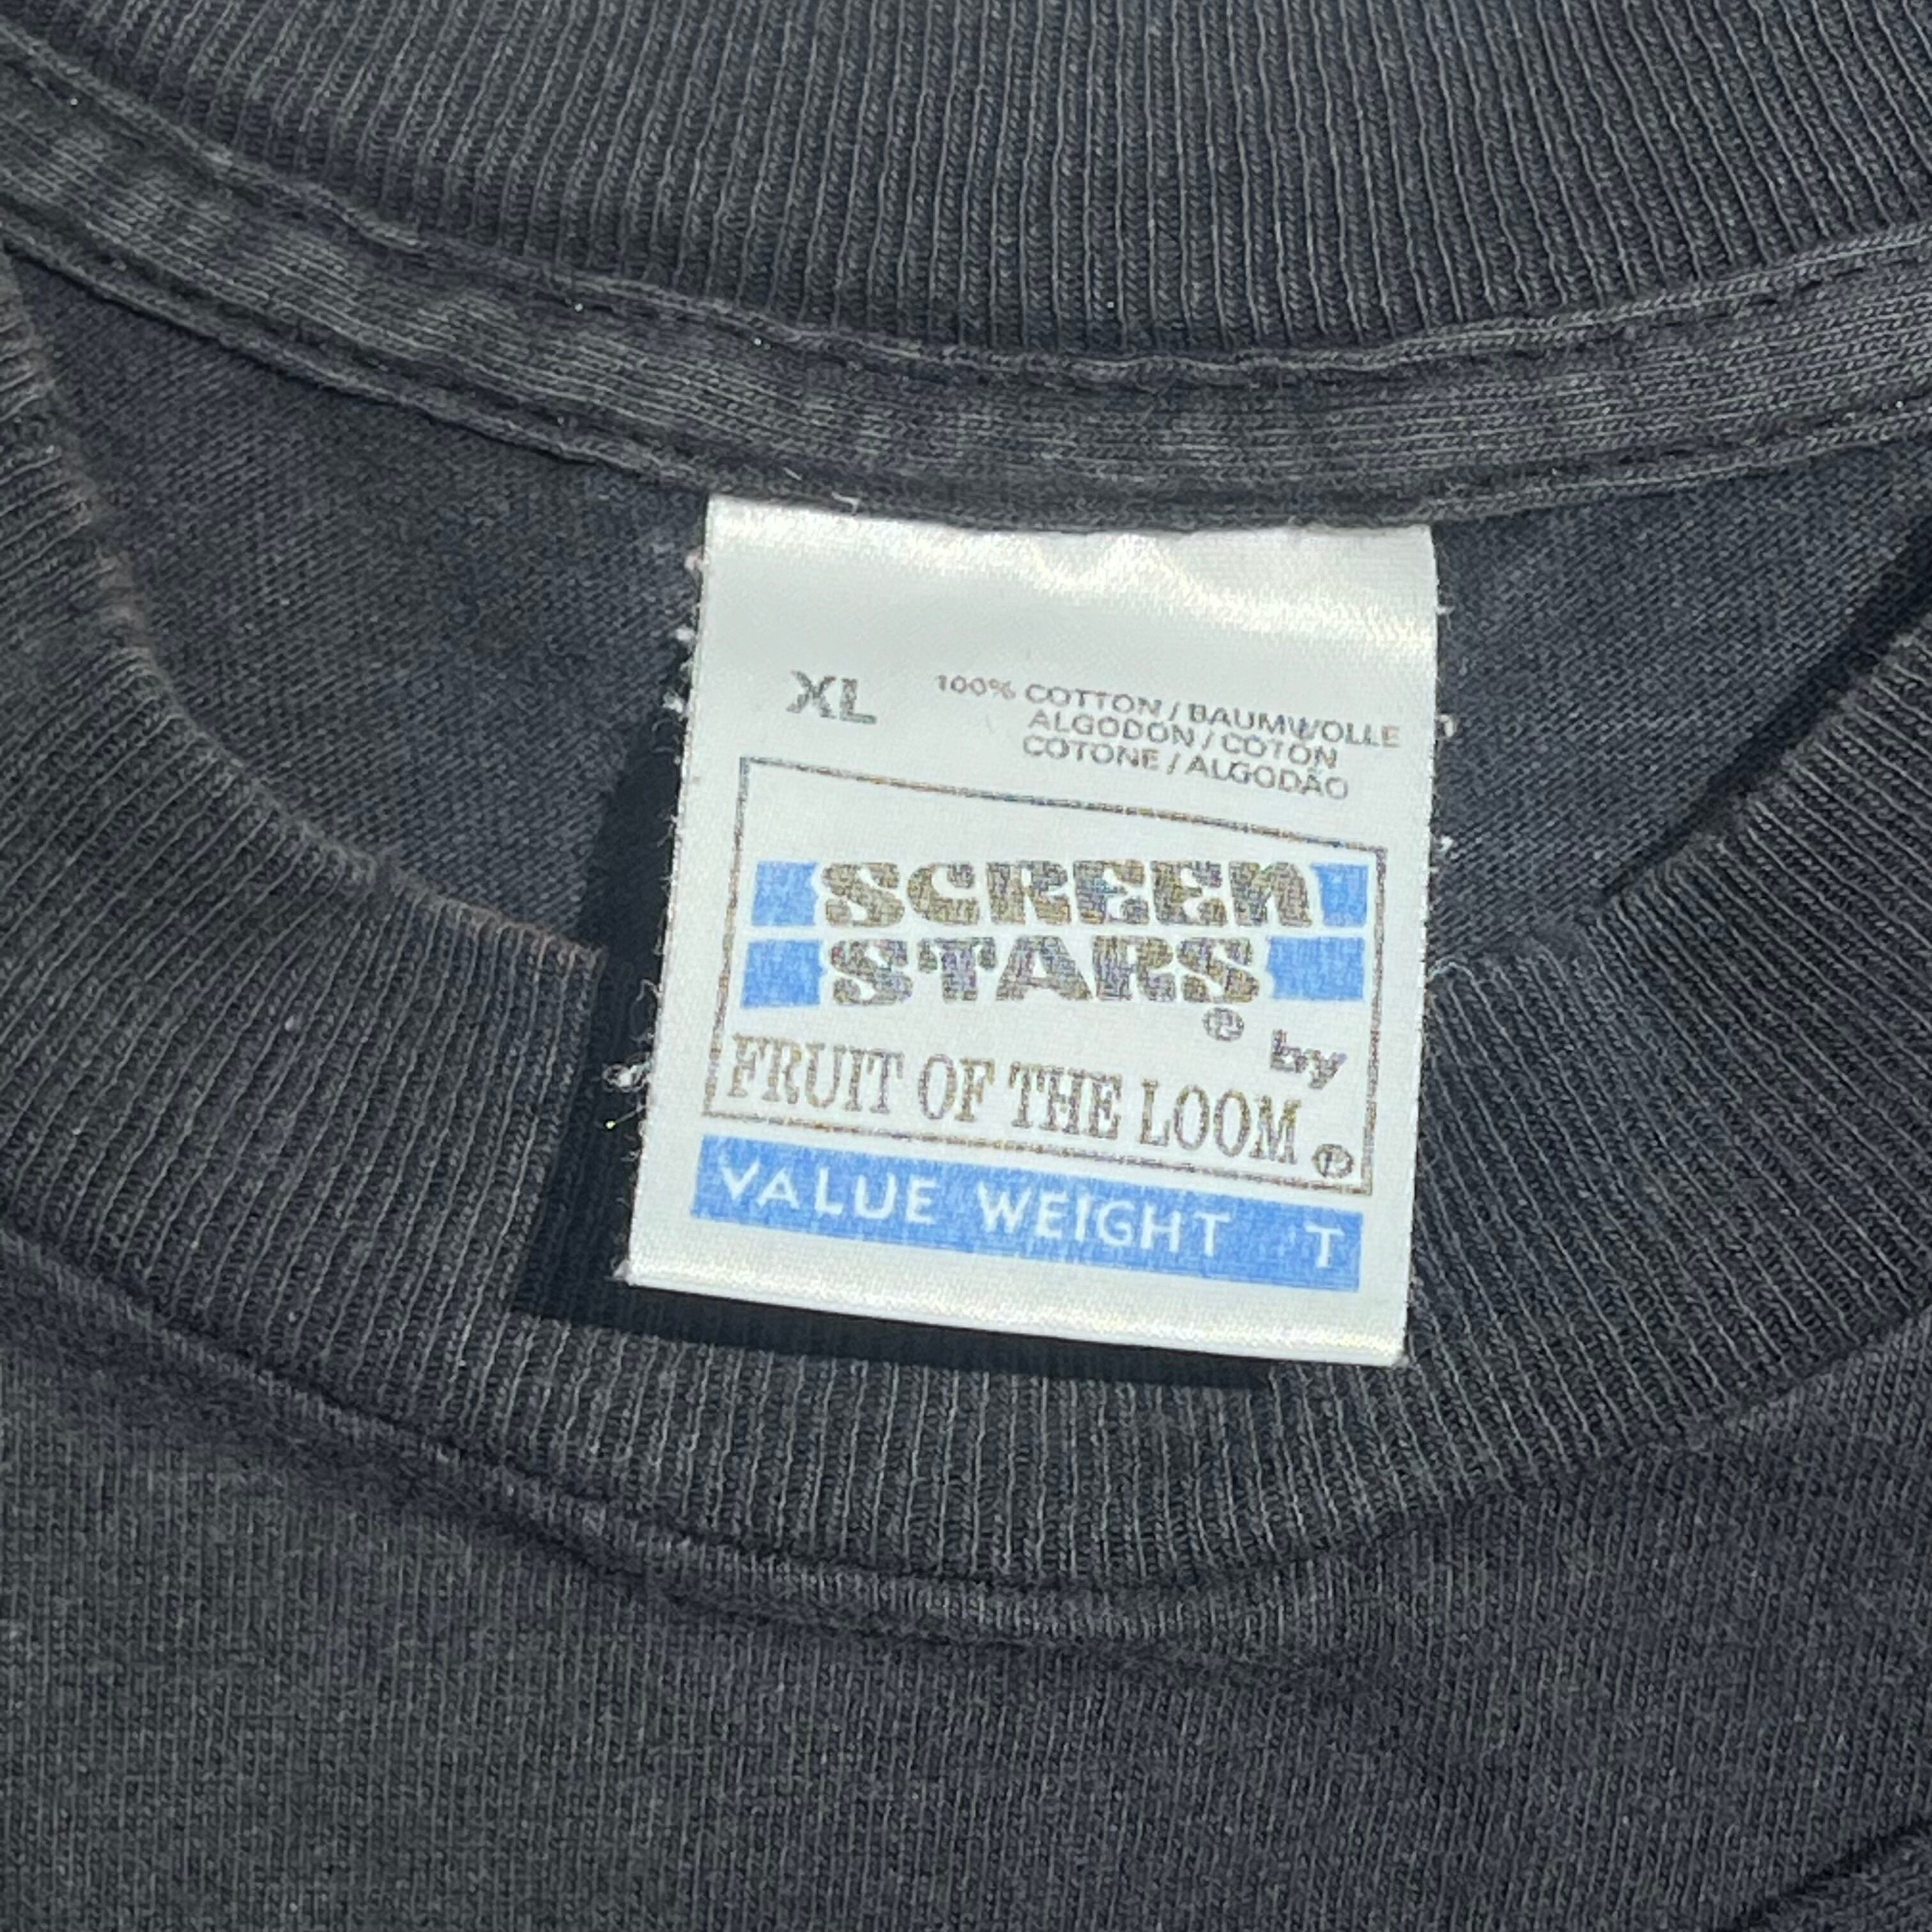 XL
100% COTTON / BAUMWOLLE
ALGODON / COTON
COTONE / ALGODÃO
SCREEN
STARS® by
FRUIT OF THE LOOM®
VALUE WEIGHT T